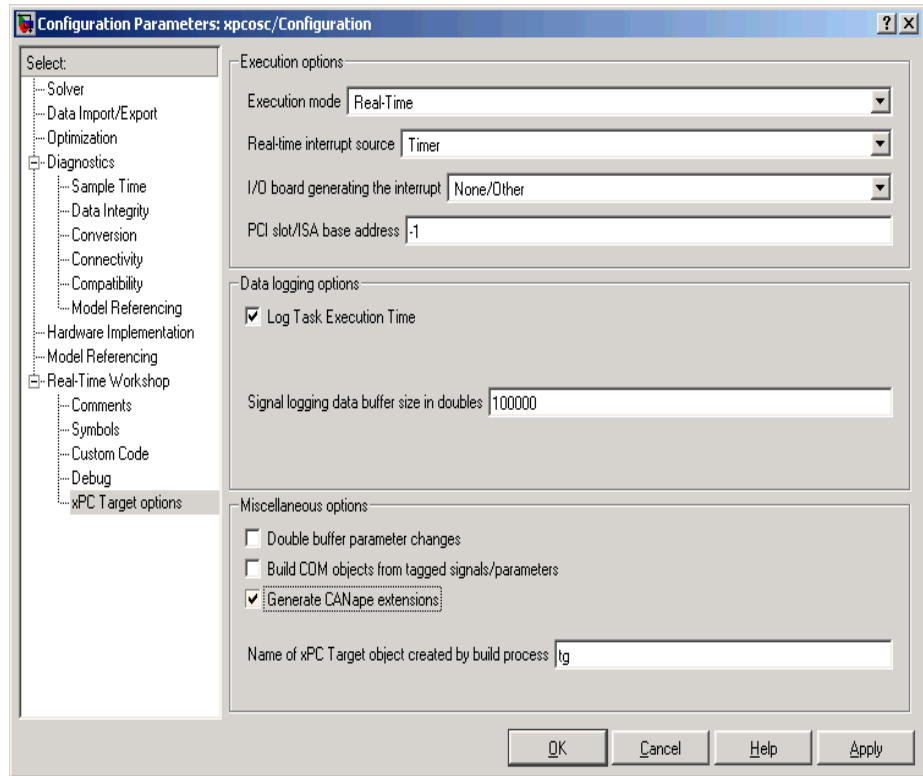 Configuration Parameters: xpcosc/Configuration
Select:
Solver
Data Import/Export
Optimization
Diagnostics
Sample Time
Data Integrity
Conversion
Connectivity
Compatibility
Model Referencing
Hardware Implementation
Model Referencing
Real-Time Workshop
Comments
Symbols
Custom Code
Debug
xPC Target options
Execution options
Execution mode Real-Time
Real-time interrupt source Timer
I/O board generating the interrupt None/Other
PCI slot/ISA base address -1
Data logging options
Log Task Execution Time
Signal logging data buffer size in doubles 100000
Miscellaneous options
Double buffer parameter changes
Build COM objects from tagged signals/parameters
Generate CANape extensions
Name of xPC Target object created by build process tg
OK Cancel Help Apply